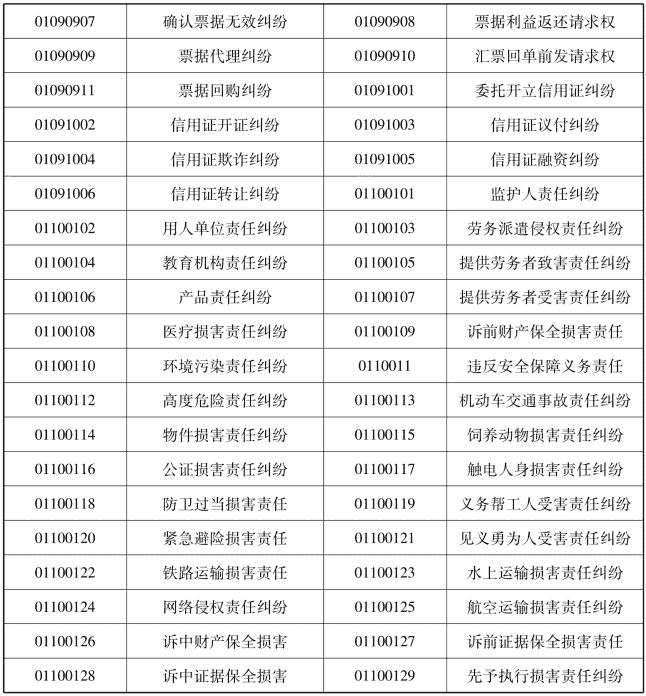 01090907 确认票据无效纠纷 01090908 票据利益返还请求权
01090909 票据代理纠纷 01090910 汇票回单前发请求权
01090911 票据回购纠纷 01091001 委托开立信用证纠纷
01091002 信用证开证纠纷 01091003 信用证议付纠纷
01091004 信用证欺诈纠纷 01091005 信用证融资纠纷
01091006 信用证转让纠纷 01100101 监护人责任纠纷
01100102 用人单位责任纠纷 01100103 劳务派遣侵权责任纠纷
01100104 教育机构责任纠纷 01100105 提供劳务者致害责任纠纷
01100106 产品责任纠纷 01100107 提供劳务者受害责任纠纷
01100108 医疗损害责任纠纷 01100109 诉前财产保全损害责任
01100110 环境污染责任纠纷 0110011 违反安全保障义务责任
01100112 高度危险责任纠纷 01100113 机动车交通事故责任纠纷
01100114 物件损害责任纠纷 01100115 饲养动物损害责任纠纷
01100116 公证损害责任纠纷 01100117 触电人身损害责任纠纷
01100118 防卫过当损害责任 01100119 义务帮工人受害责任纠纷
01100120 紧急避险损害责任 01100121 见义勇为人受害责任纠纷
01100122 铁路运输损害责任 01100123 水上运输损害责任纠纷
01100124 网络侵权责任纠纷 01100125 航空运输损害责任纠纷
01100126 诉中财产保全损害 01100127 诉前证据保全损害责任
01100128 诉中证据保全损害 01100129 先予执行损害责任纠纷